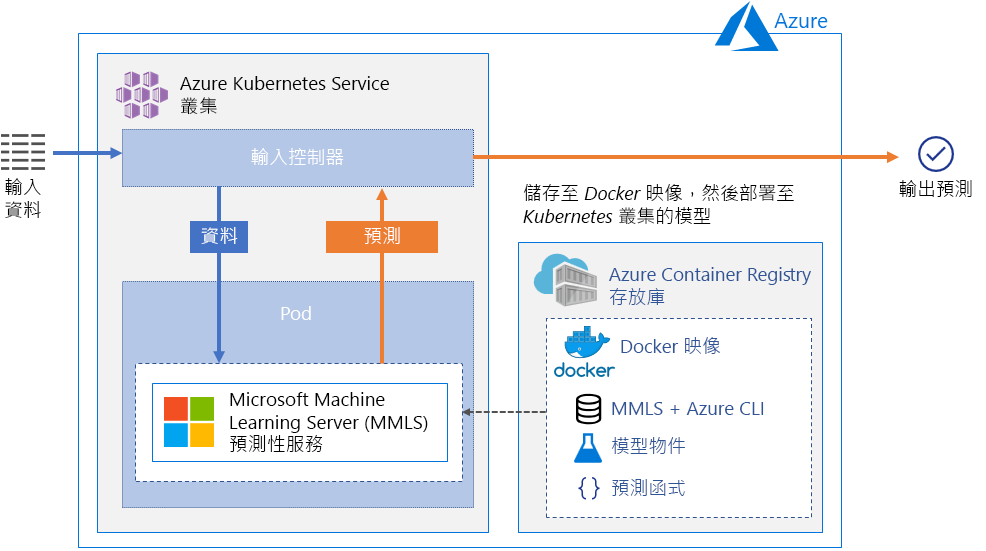 Azure
Azure Kubernetes Service
叢集
輸入控制器
輸入
資料
輸出預測
儲存至 Docker 映像，然後部署至
Kubernetes 叢集的模型
資料
預測
Azure Container Registry
存放庫
Pod
Docker 映像
docker
Microsoft Machine
Learning Server (MMLS)
預測性服務
MMLS + Azure CLI
模型物件
{ } 預測函式